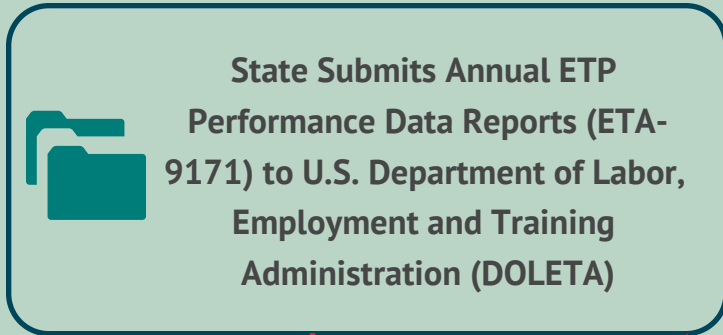 State Submits Annual ETP
Performance Data Reports (ETA-
9171) to U.S. Department of Labor,
Employment and Training
Administration (DOLETA)